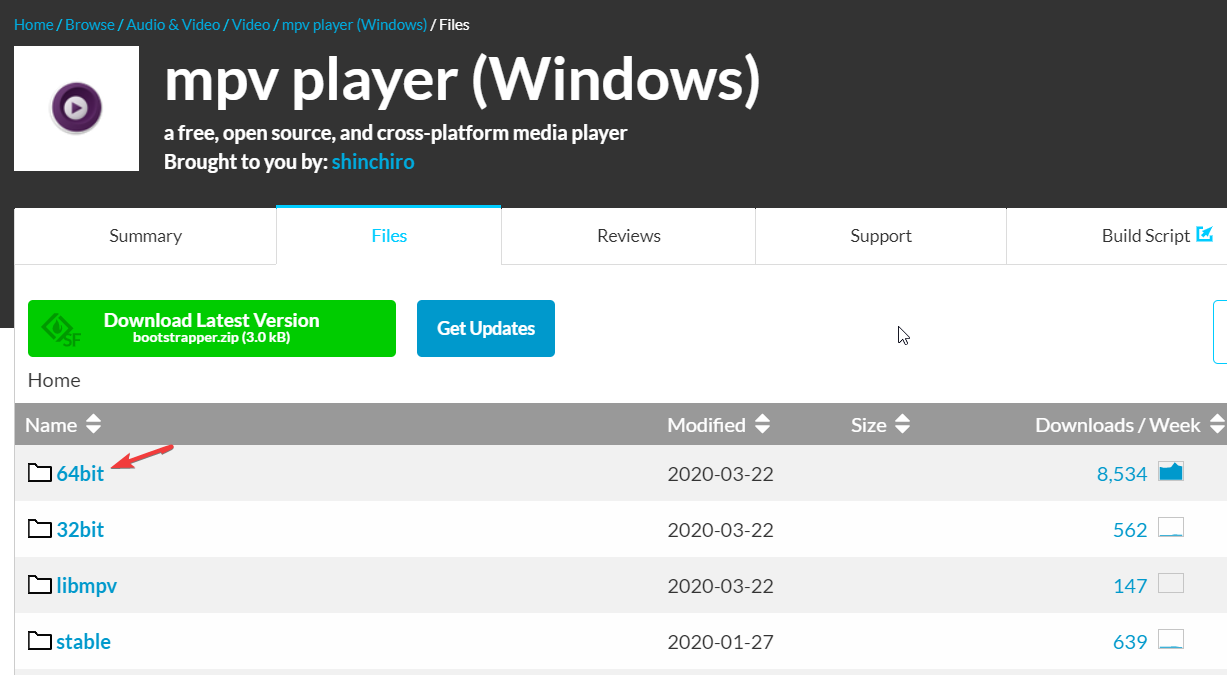 Home / Browse / Audio & Video / Video / mpv player (Windows) / Files
mpv player (Windows)
a free, open source, and cross-platform media player
Brought to you by: shinchiro
Summary Files Reviews Support Build Script
Download Latest Version
bootstrapper.zip (3.0 kB)
SF
Get Updates
Home
Name Modified Size Downloads / Week
64bit 2020-03-22 8,534
32bit 2020-03-22 562
libmpv 2020-03-22 147
stable 2020-01-27 639